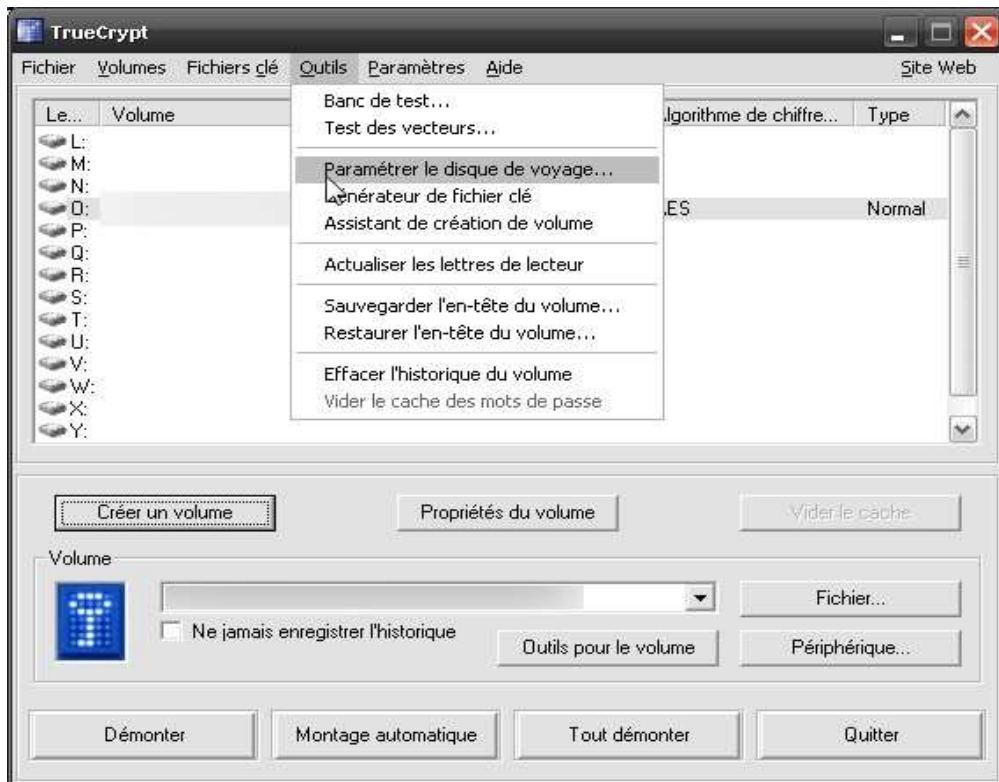 TrueCrypt
Fichier Volumes Fichiers clé Outils Paramètres Aide Site Web
Le... Volume lgorithme de chiffre... Type
L:
M:
N:
O: ES Normal
P:
Q:
R:
S:
T:
U:
V:
W:
X:
Y:
Banc de test...
Test des vecteurs...
Paramétrer le disque de voyage...
Générateur de fichier clé
Assistant de création de volume
Actualiser les lettres de lecteur
Sauvegarder l'en-tête du volume...
Restaurer l'en-tête du volume...
Effacer l'historique du volume
Vider le cache des mots de passe
Créer un volume Propriétés du volume Vider le cache
Volume
Fichier...
Ne jamais enregistrer l'historique
Outils pour le volume Périphérique...
Démonter Montage automatique Tout démonter Quitter